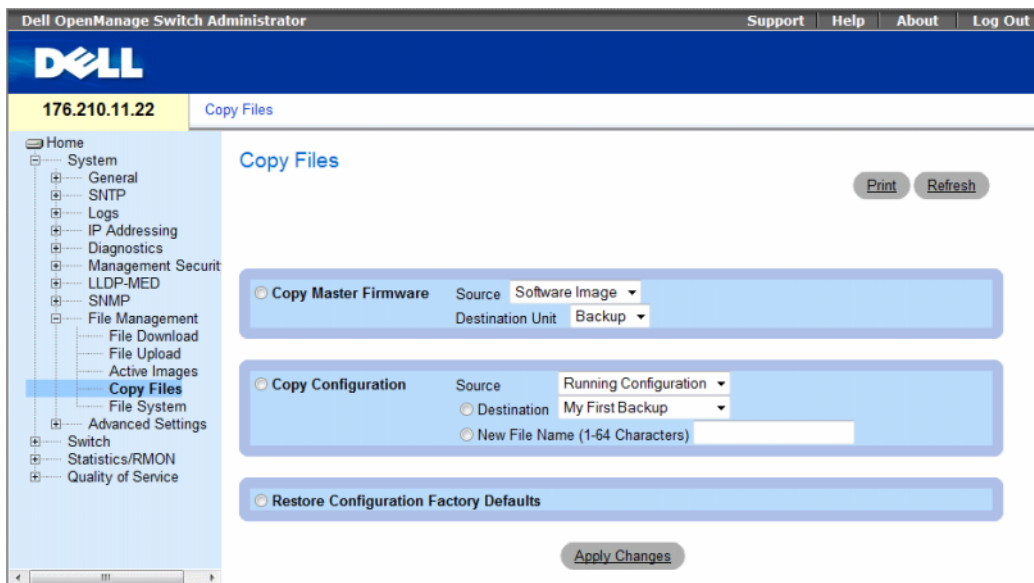 Dell OpenManage Switch Administrator
Support Help About Log Out
DELL
176.210.11.22
Copy Files
Home
System
General
SNTP
Logs
IP Addressing
Diagnostics
Management Securit
LLDP-MED
SNMP
File Management
File Download
File Upload
Active Images
Copy Files
File System
Advanced Settings
Switch
Statistics/RMON
Quality of Service
Copy Files
Print Refresh
Copy Master Firmware Source Software Image
Destination Unit Backup
Copy Configuration Source Running Configuration
Destination My First Backup
New File Name (1-64 Characters)
Restore Configuration Factory Defaults
Apply Changes